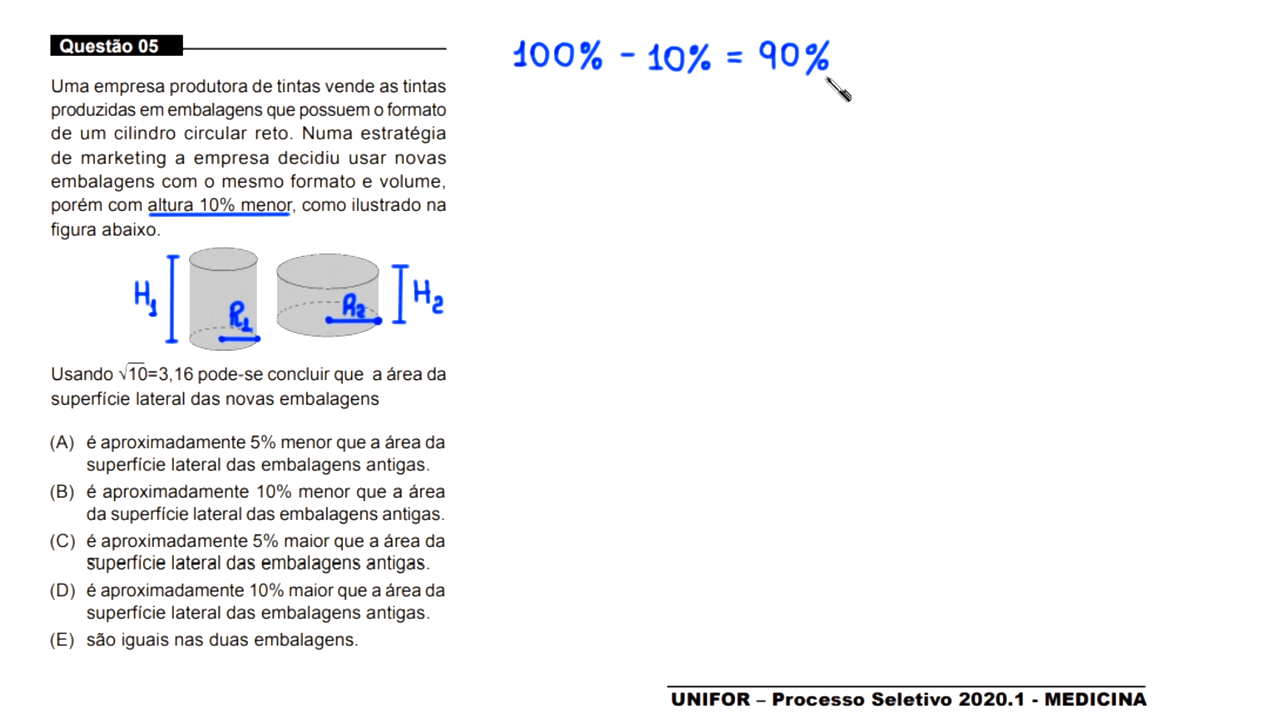 Questão 05
100% - 10% = 90%
Uma empresa produtora de tintas vende as tintas
produzidas em embalagens que possuem o formato
de um cilindro circular reto. Numa estratégia
de marketing a empresa decidiu usar novas
embalagens com o mesmo formato e volume,
porém com altura 10% menor, como ilustrado na
figura abaixo.
H1 R1 R2 H2
Usando √10=3,16 pode-se concluir que a área da
superfície lateral das novas embalagens
(A) é aproximadamente 5% menor que a área da
superfície lateral das embalagens antigas.
(B) é aproximadamente 10% menor que a área
da superfície lateral das embalagens antigas.
(C) é aproximadamente 5% maior que a área da
superfície lateral das embalagens antigas.
(D) é aproximadamente 10% maior que a área da
superfície lateral das embalagens antigas.
(E) são iguais nas duas embalagens.
UNIFOR – Processo Seletivo 2020.1 - MEDICINA